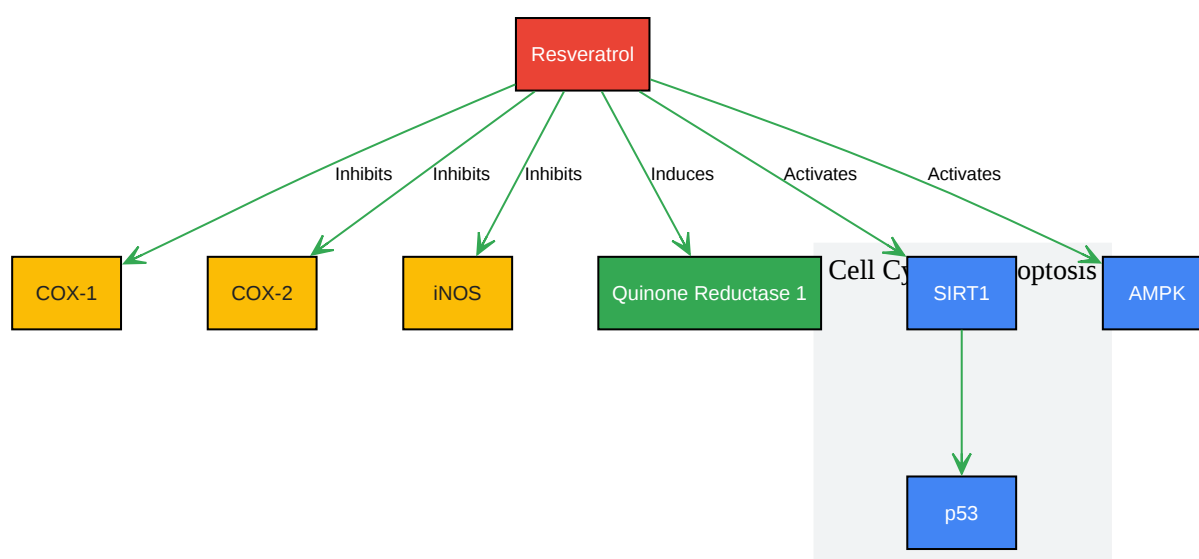 Resveratrol
Inhibits
Inhibits
Inhibits
Induces
Activates
Activates
Cell Cy optosis
COX-1
COX-2
iNOS
Quinone Reductase 1
SIRT1
AMPK
p53